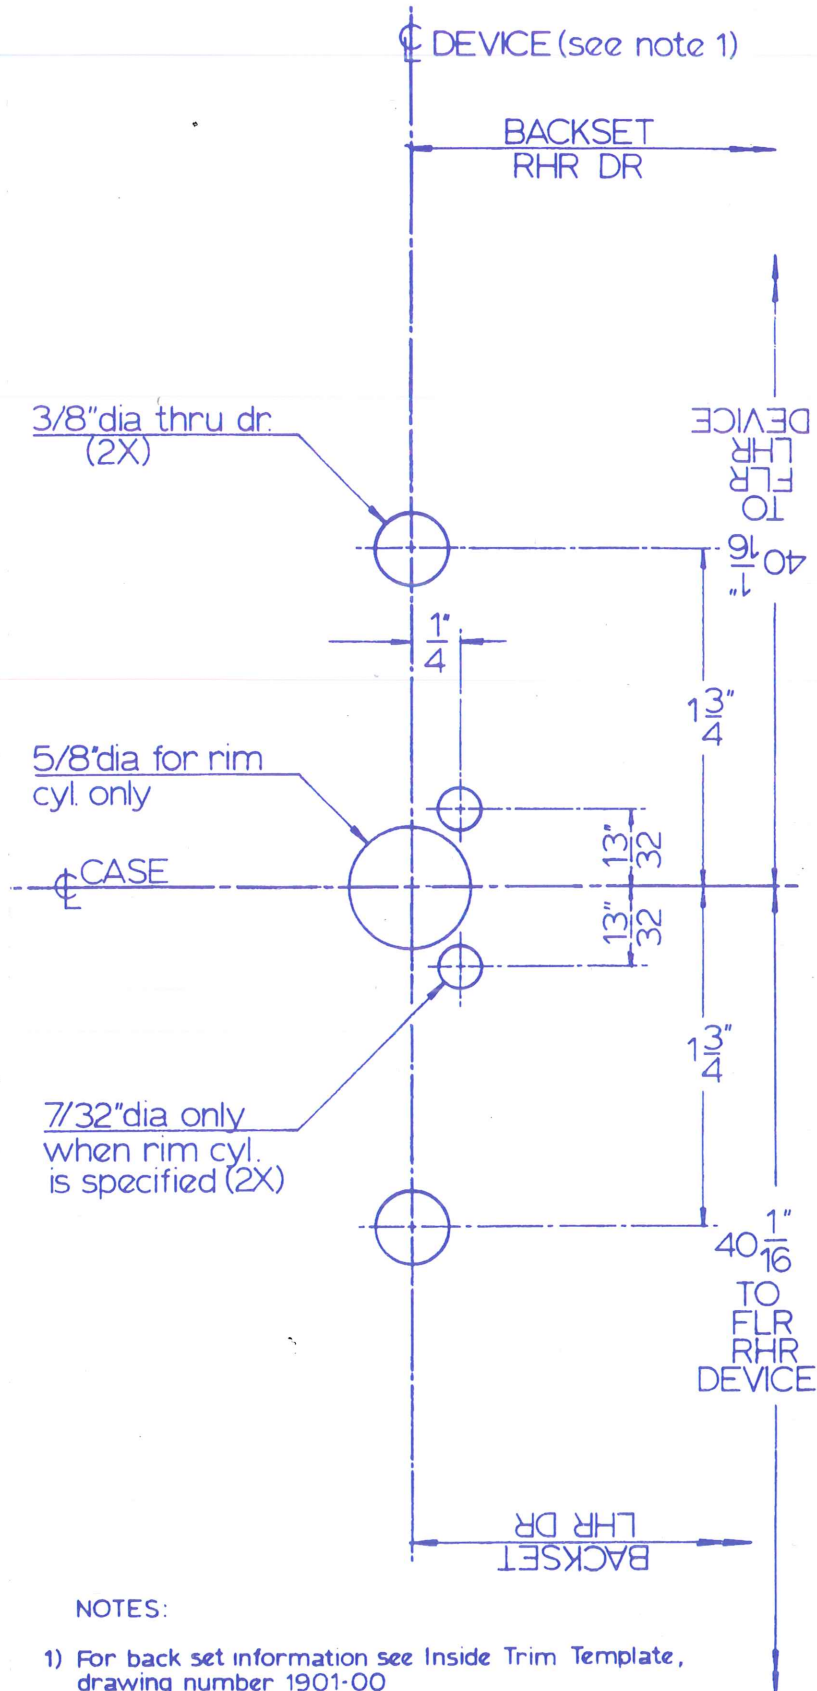 ℄ DEVICE (see note 1)
BACKSET
RHR DR
3/8" dia thru dr.
(2X)
DEVICE
LHR
FLR
TO
40 1/16"
1"/4
1 3/4"
5/8" dia for rim
cyl. only
13"/32
℄ CASE
13"/32
1 3/4"
7/32" dia only
when rim cyl.
is specified (2X)
40 1/16"
TO
FLR
RHR
DEVICE
LHR DR
BACKSET
NOTES:
1) For back set information see Inside Trim Template,
drawing number 1901-00